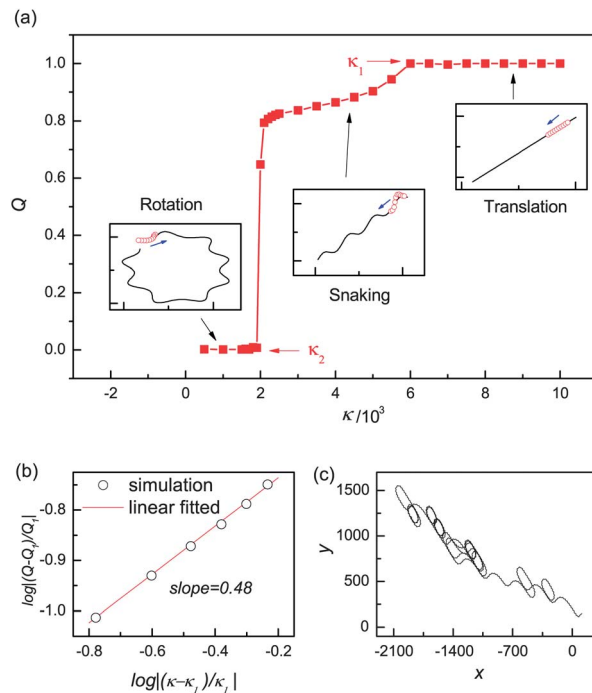 (a)
1.0
0.8
0.6
0.4
0.2
0.0
Q
κ₁
κ₂
Rotation
Snaking
Translation
-2 0 2 4 6 8 10
κ/10³
(b)
simulation
linear fitted
slope=0.48
-0.8
-0.9
-1.0
log|(Q-Q₁)/Q₁|
-0.8 -0.6 -0.4 -0.2
log|(κ-κ₁)/κ₁|
(c)
1500
1000
500
0
y
-2100 -1400 -700 0
x